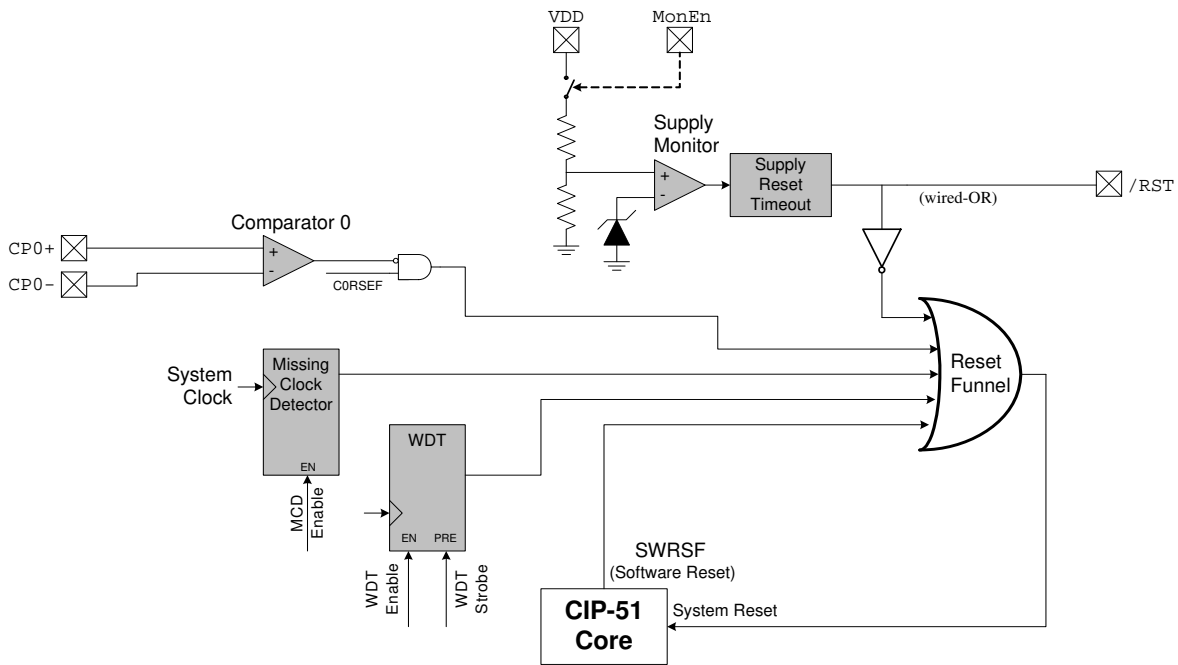 VDD
MonEn
Supply
Monitor
+
-
Supply
Reset
Timeout
(wired-OR)
/RST
Comparator 0
CP0+
CP0-
+
-
C0RSEF
System
Clock
Missing
Clock
Detector
EN
MCD
Enable
WDT
EN
PRE
WDT
Enable
WDT
Strobe
Reset
Funnel
SWRSF
(Software Reset)
CIP-51
Core
System Reset